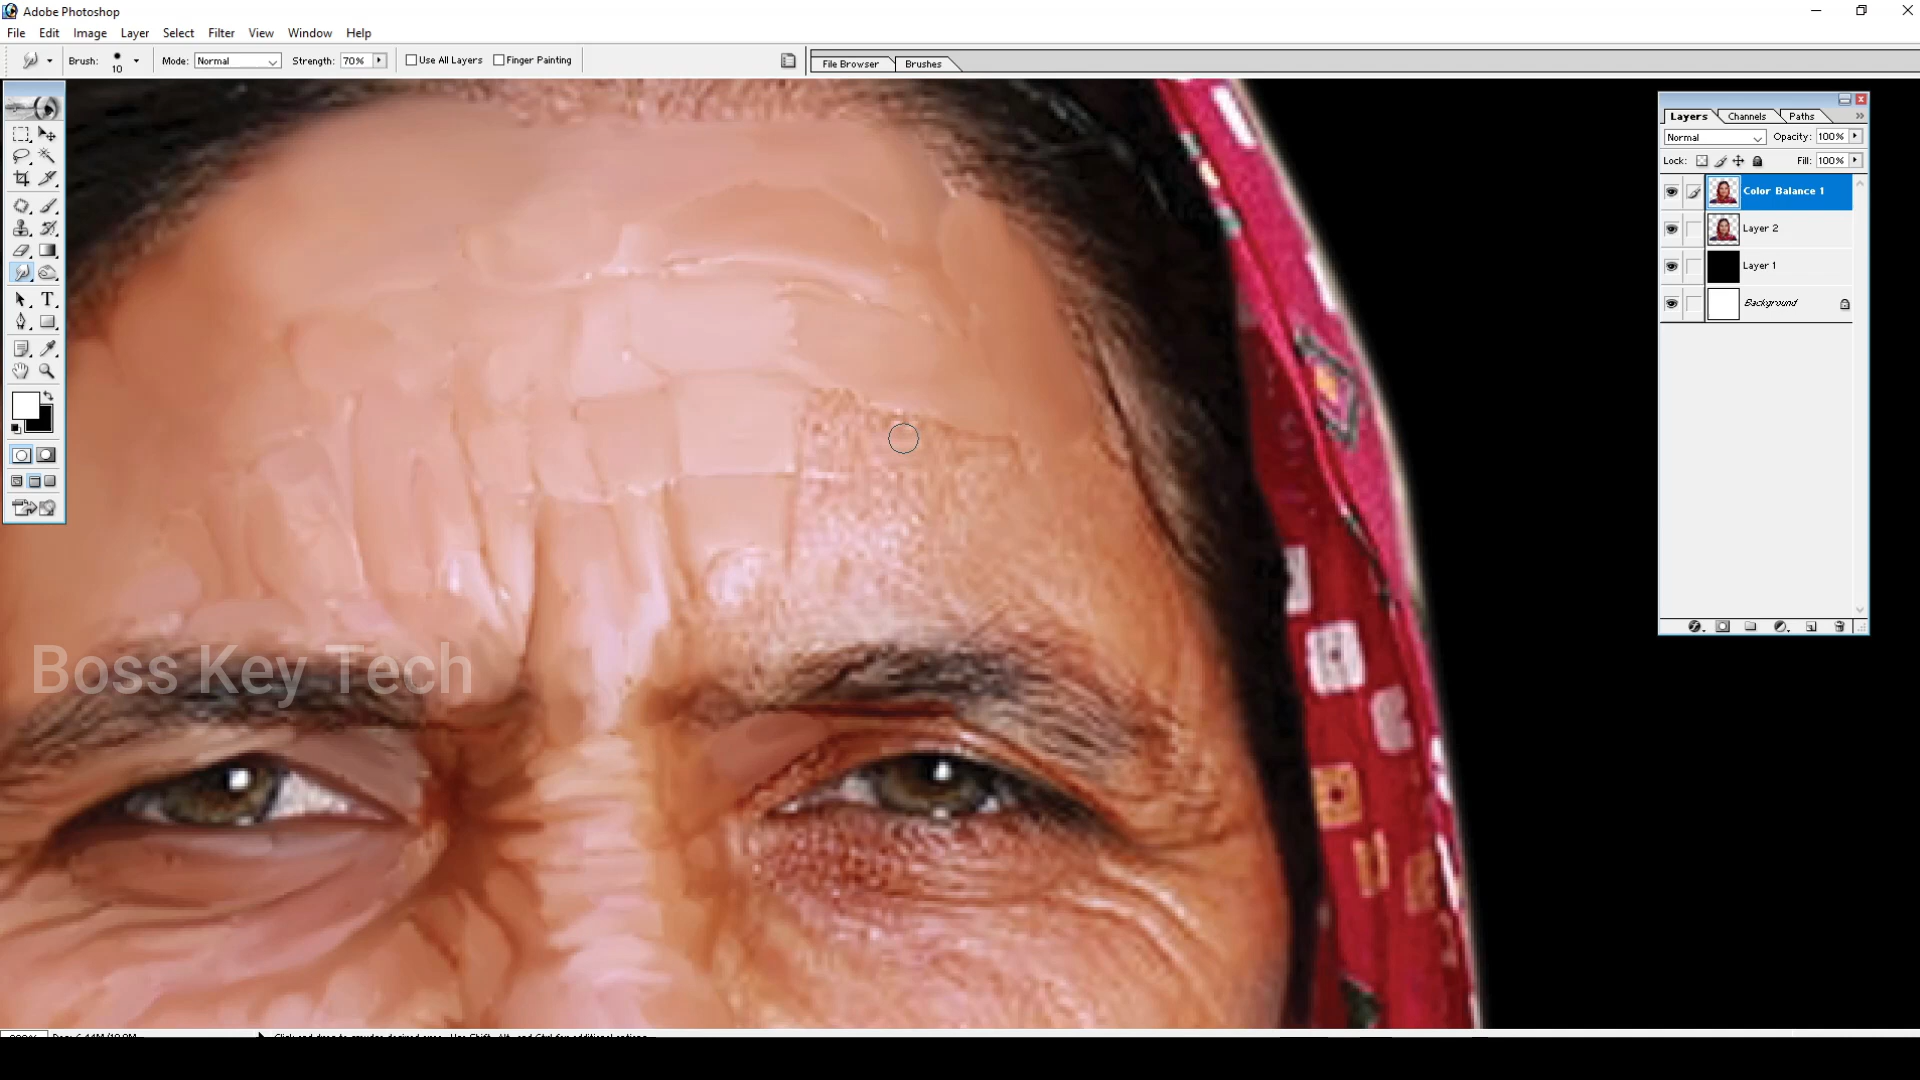 Adobe Photoshop
File Edit Image Layer Select Filter View Window Help
Brush: 10 Mode: Normal Strength: 70% Use All Layers Finger Painting File Browser Brushes
Layers Channels Paths
Normal Opacity: 100%
Lock: Fill: 100%
Color Balance 1
Layer 2
Layer 1
Background
Boss Key Tech